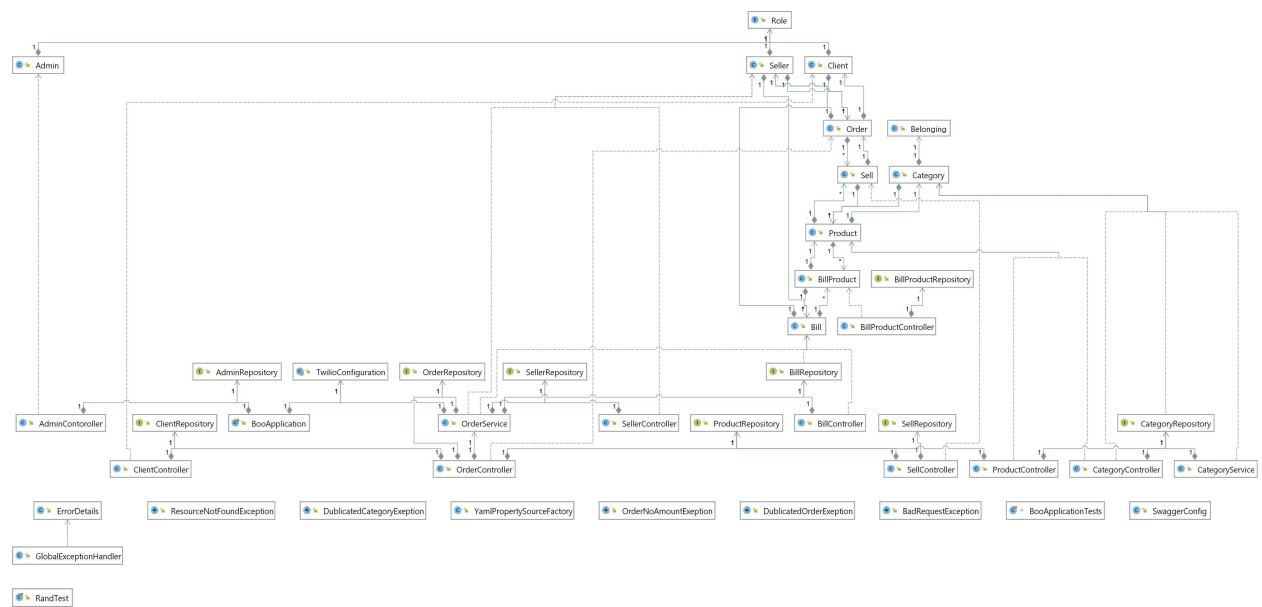 Role
Admin
Seller
Client
Order
Belonging
Sell
Category
Product
BillProduct
BillProductRepository
Bill
BillProductController
AdminRepository
TwilioConfiguration
OrderRepository
SellerRepository
BillRepository
AdminContoroller
ClientRepository
BooApplication
OrderService
SellerController
ProductRepository
BillController
SellRepository
CategoryRepository
ClientController
OrderController
SellController
ProductController
CategoryController
CategoryService
ErrorDetails
ResourceNotFoundException
DublicatedCategoryExeption
YamlPropertySourceFactory
OrderNoAmountExeption
DublicatedOrderExeption
BadRequestException
BooApplicationTests
SwaggerConfig
GlobalExceptionHandler
RandTest